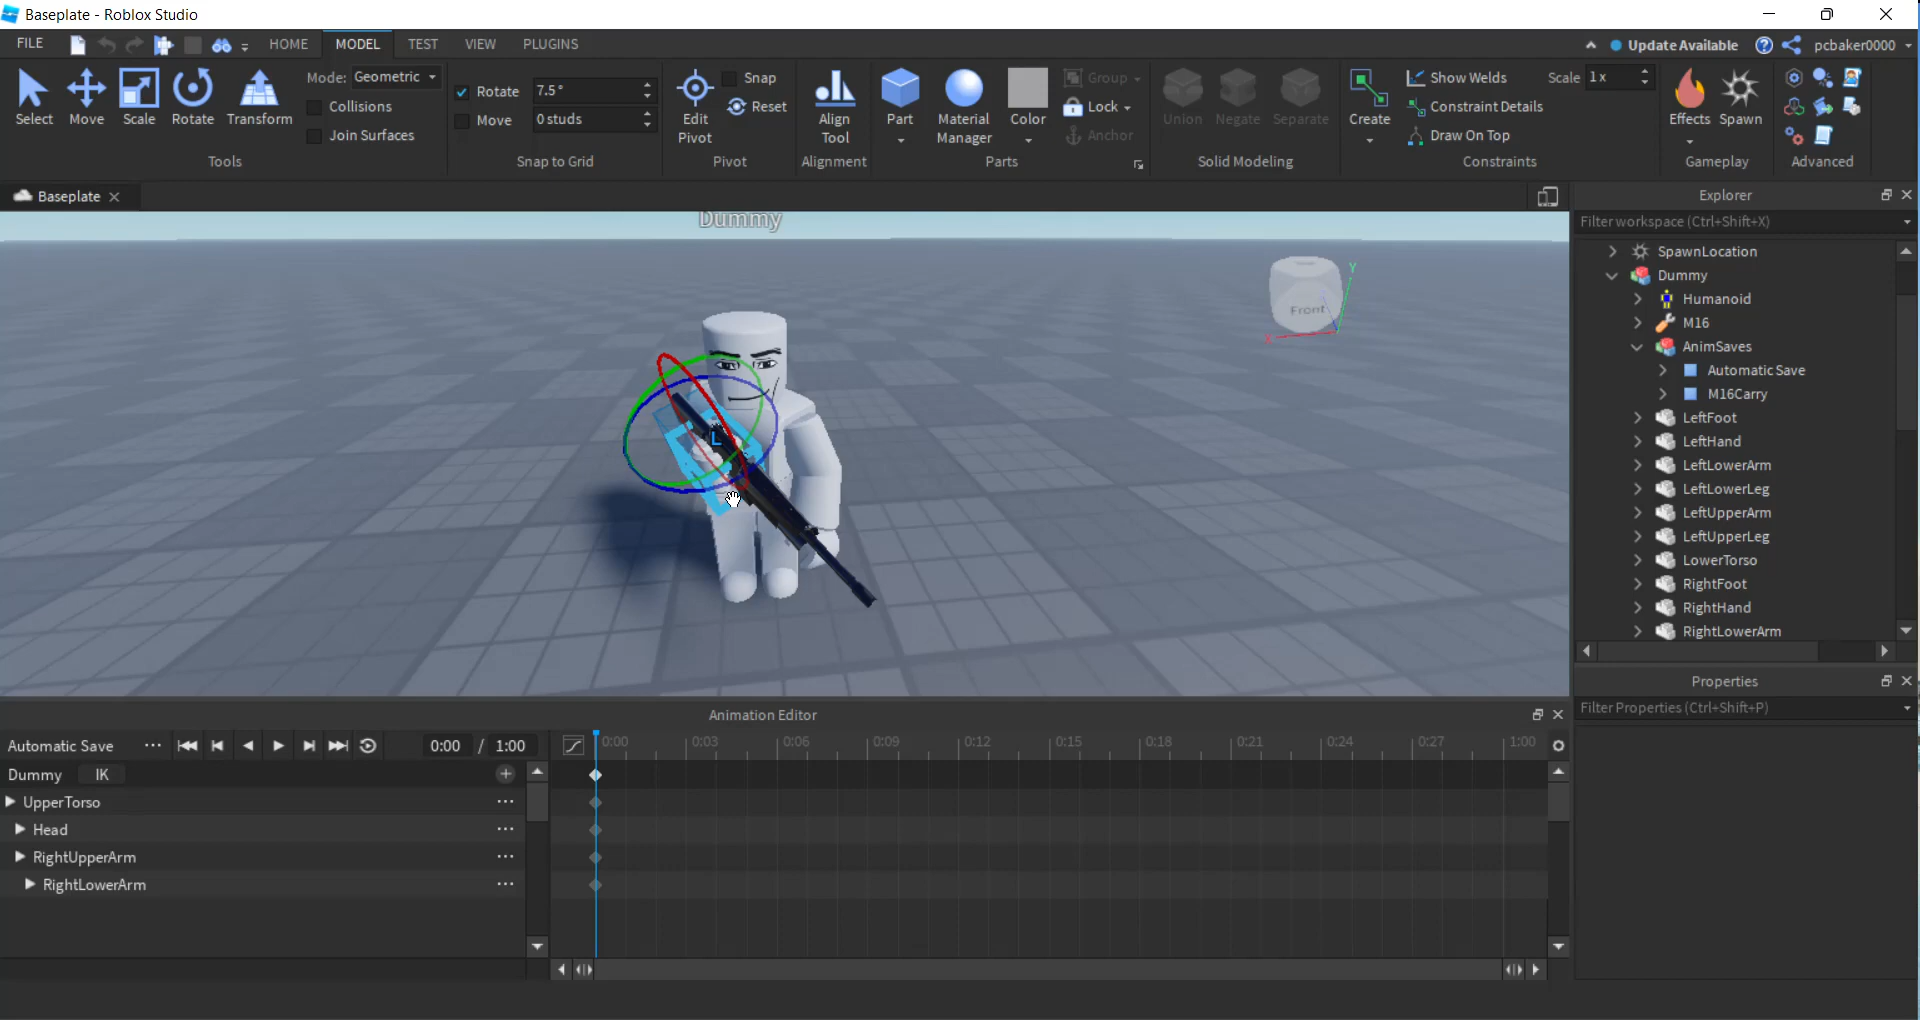 Baseplate - Roblox Studio
FILE HOME MODEL TEST VIEW PLUGINS Update Available pcbaker0000
Select Move Scale Rotate Transform
Mode: Geometric
Collisions
Join Surfaces
Tools
Rotate 7.5 °
Move 0 studs
Snap to Grid
Edit Pivot
Snap
Reset
Pivot
Align Tool
Alignment
Part
Material Manager
Color
Group
Lock
Anchor
Parts
Union Negate Separate
Solid Modeling
Create
Show Welds Scale 1 x
Constraint Details
Draw On Top
Constraints
Effects Spawn
Gameplay
Advanced
Baseplate
Dummy
Front
X
Y
L
Explorer
Filter workspace (Ctrl+Shift+X)
SpawnLocation
Dummy
Humanoid
M16
AnimSaves
Automatic Save
M16Carry
LeftFoot
LeftHand
LeftLowerArm
LeftLowerLeg
LeftUpperArm
LeftUpperLeg
LowerTorso
RightFoot
RightHand
RightLowerArm
Properties
Filter Properties (Ctrl+Shift+P)
Animation Editor
Automatic Save 0:00 / 1:00 0:00 0:03 0:06 0:09 0:12 0:15 0:18 0:21 0:24 0:27 1:00
Dummy IK
UpperTorso
Head
RightUpperArm
RightLowerArm